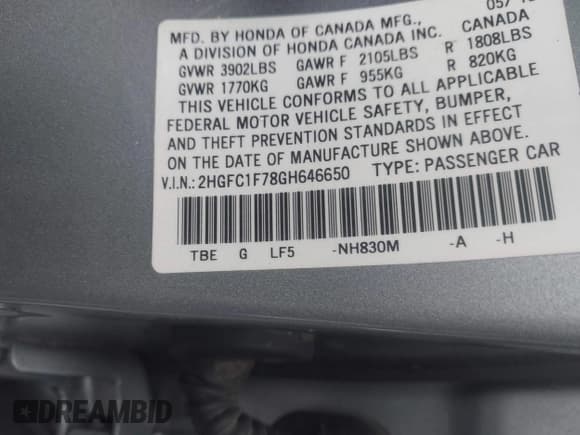 MFD. BY HONDA OF CANADA MFG., 05/
A DIVISION OF HONDA CANADA INC. CANADA
GVWR 3902LBS GAWR F 2105LBS R 1808LBS
GVWR 1770KG GAWR F 955KG R 820KG
THIS VEHICLE CONFORMS TO ALL APPLICABLE
FEDERAL MOTOR VEHICLE SAFETY, BUMPER,
AND THEFT PREVENTION STANDARDS IN EFFECT
ON THE DATE OF MANUFACTURE SHOWN ABOVE.
V.I.N.: 2HGFC1F78GH646650 TYPE: PASSENGER CAR
TBE G LF5 -NH830M -A -H
DREAMBID